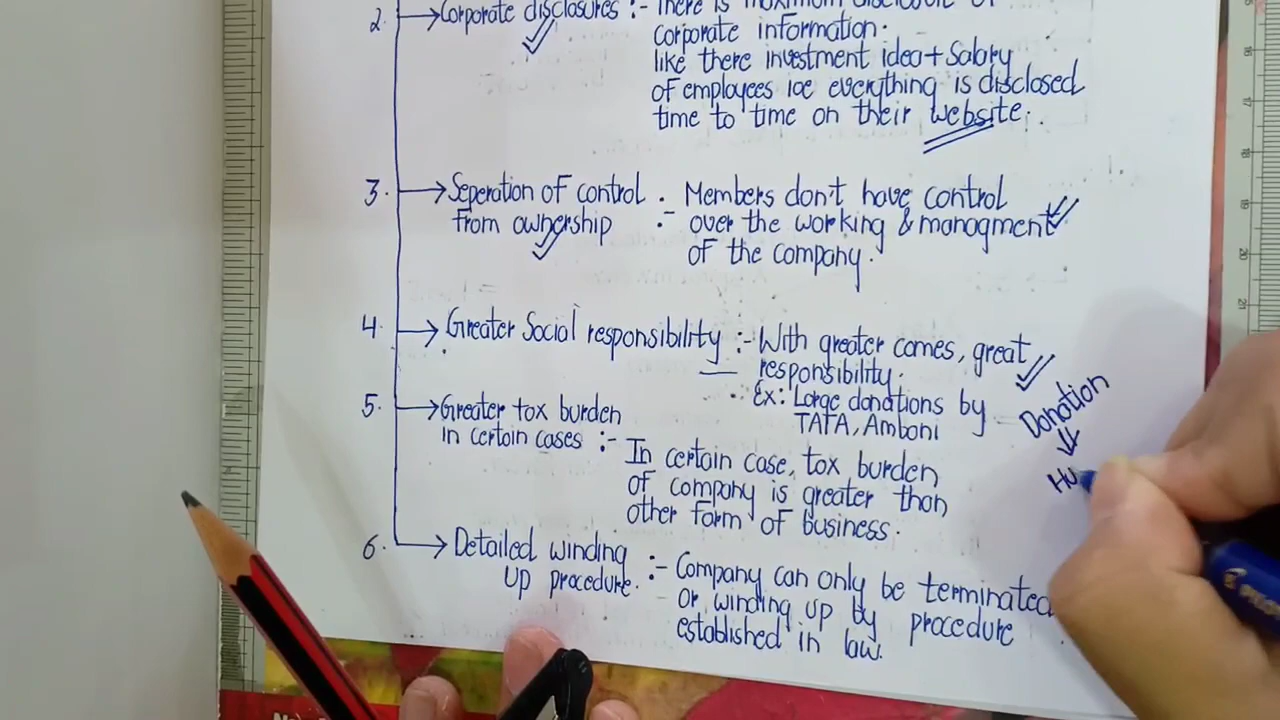 2. → Corporate disclosures :- There is maximum disclosure of
corporate information.
like there investment idea + Salary
of employees ioe everything is disclosed
time to time on their website.
3. → Seperation of control
from ownership
:- Members don't have control
over the working & managment
of the company.
4. → Greater Social responsibility :- With greater comes, great
responsibility.
Ex: Large donations by
TATA, Ambani
Donation
Hu
5. → Greater tax burden
in certain cases :-
In certain case, tax burden
of company is greater than
other form of business.
6. → Detailed winding
up procedure. :-
Company can only be terminated
or winding up by procedure
established in law.